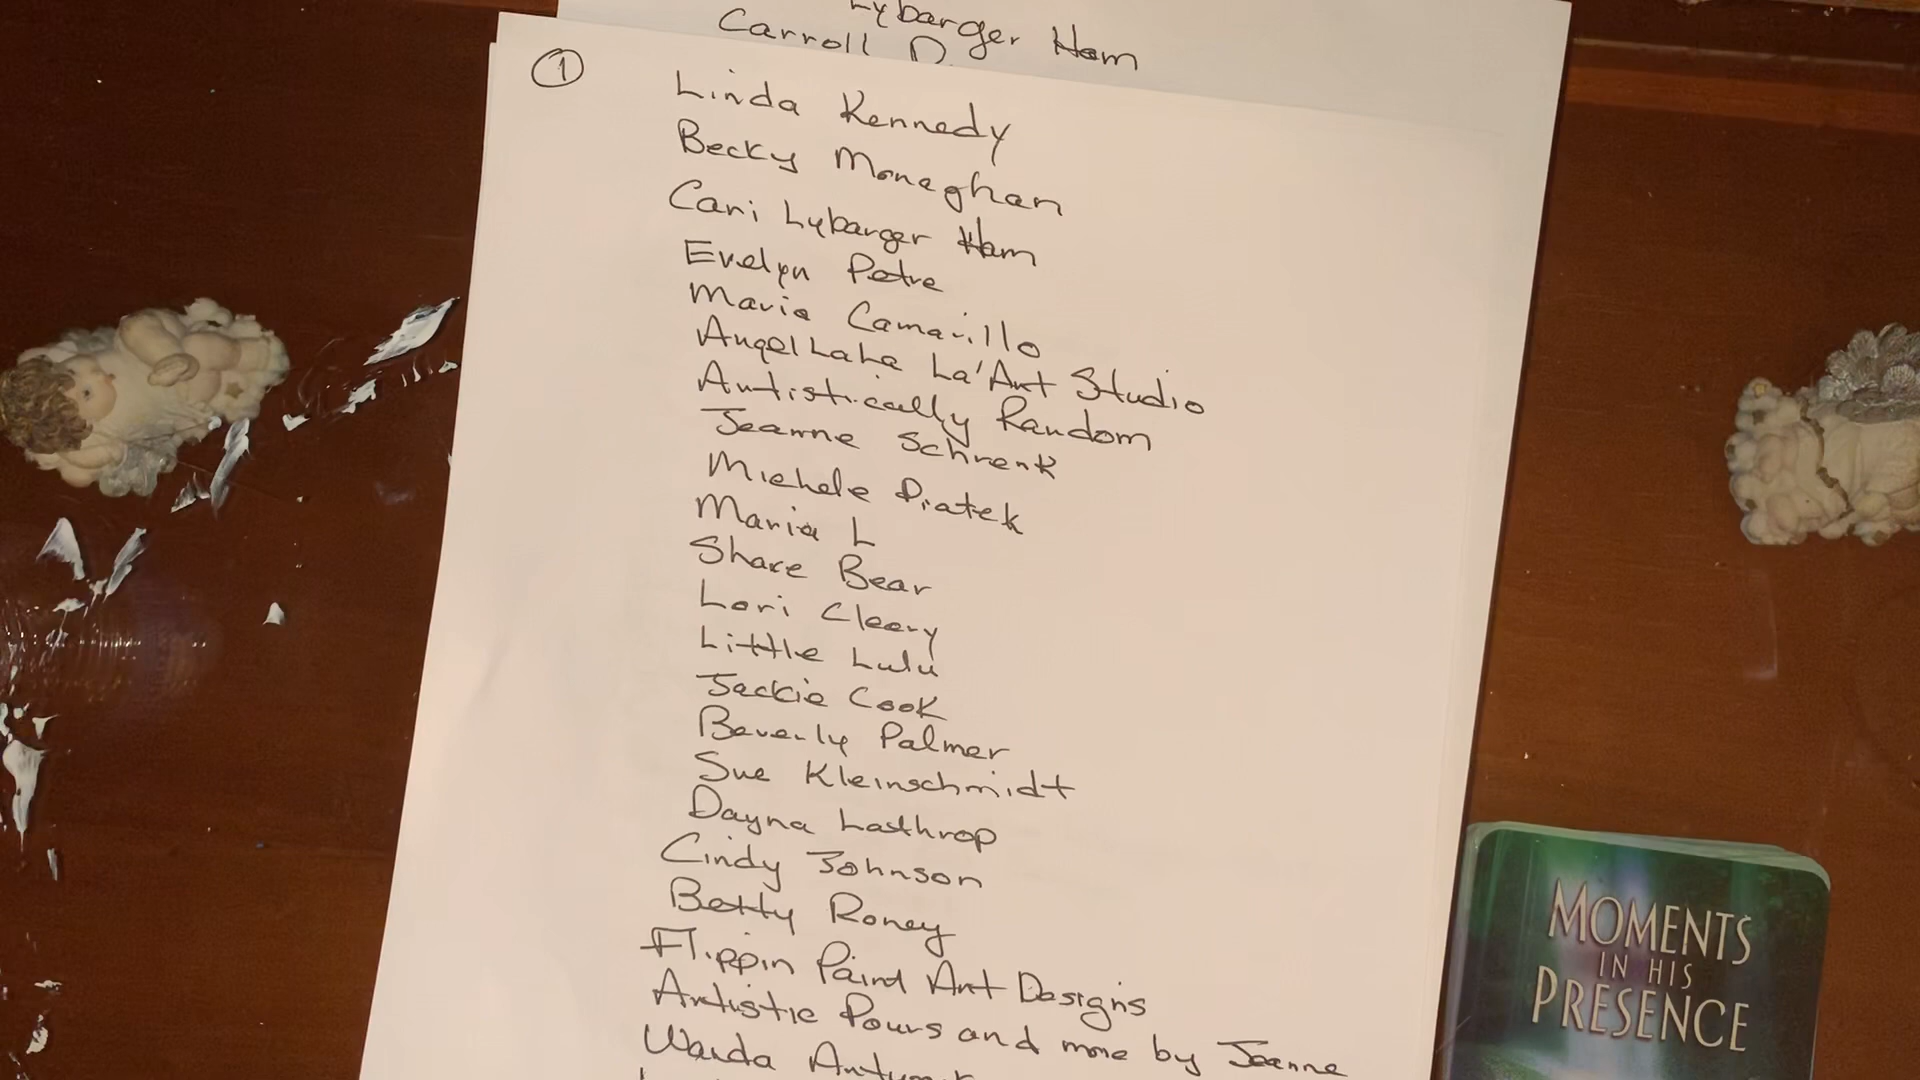 Lybarger Ham
Carroll D.
1
Linda Kennedy
Becky Monaghan
Cari Lybarger Ham
Evelyn Petre
Maria Camarillo
Angel LaLa La'Art Studio
Artistically Random
Jeanne Schrenk
Michele Piatek
Maria L
Share Bear
Lori Cleary
Little Lulu
Jackie Cook
Beverly Palmer
Sue Kleinschmidt
Dayna Lathrop
Cindy Johnson
Betty Roney
Flippin Paint Art Designs
Artistic Pours and more by Jeanne
Wanda
MOMENTS
IN HIS
PRESENCE